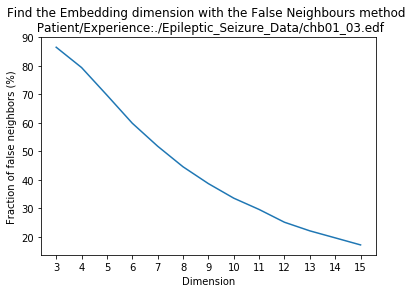 Find the Embedding dimension with the False Neighbours method
Patient/Experience:./Epileptic_Seizure_Data/chb01_03.edf
90
80
70
60
50
40
30
20
Fraction of false neighbors (%)
3 4 5 6 7 8 9 10 11 12 13 14 15
Dimension